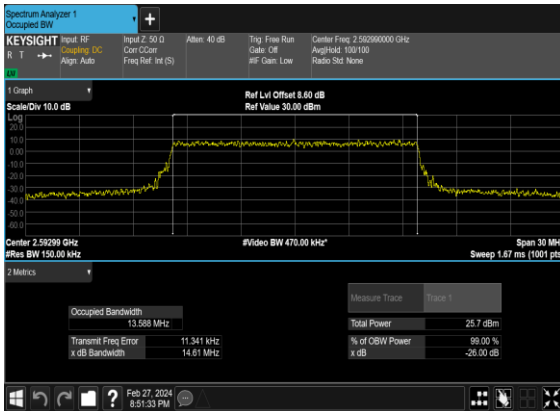 Spectrum Analyzer 1
Occupied BW
+
KEYSIGHT
R T
Input: RF
Coupling: DC
Align: Auto
Input Z: 50 Ω
Corr CCorr
Freq Ref: Int (S)
Atten: 40 dB
Trig: Free Run
Gate: Off
#IF Gain: Low
Center Freq: 2.592990000 GHz
Avg|Hold: 100/100
Radio Std: None
1 Graph
Scale/Div 10.0 dB
Ref Lvl Offset 8.60 dB
Ref Value 30.00 dBm
Log
20.0
10.0
0.00
-10.0
-20.0
-30.0
-40.0
-50.0
-60.0
Center 2.59299 GHz
#Res BW 150.00 kHz
#Video BW 470.00 kHz*
Span 30 MH
Sweep 1.67 ms (1001 pts
2 Metrics
Measure Trace Trace 1
Occupied Bandwidth
13.588 MHz
Total Power 25.7 dBm
Transmit Freq Error 11.341 kHz
% of OBW Power 99.00 %
x dB Bandwidth 14.61 MHz
x dB -26.00 dB
?
Feb 27, 2024
8:51:33 PM